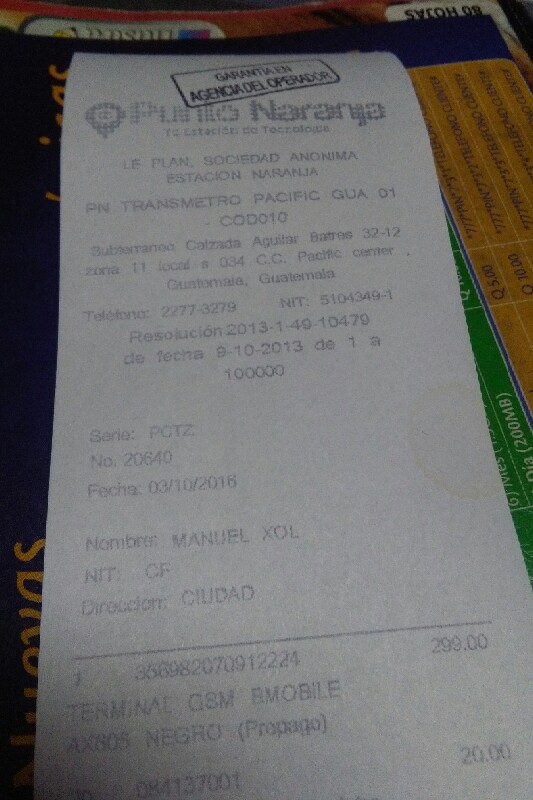 80 HOJAS
GARANTIA EN
AGENCIA DEL OPERADOR
Punto Naranja
Tu Estación de Tecnología
LE PLAN, SOCIEDAD ANONIMA
ESTACION NARANJA
PN TRANSMETRO PACIFIC GUA 01
- COD010
Subterraneo Calzada Aguilar Batres 32-12
zona 11 local s 034 C.C. Pacific center ,
Guatemala, Guatemala
Teléfono: 2277-3279 NIT: 5104349-1
Resolución 2013-1-49-10479
de fecha 9-10-2013 de 1 a
100000
Serie: PCTZ
No. 20640
Fecha: 03/10/2016
Nombre: MANUEL XOL
NIT: CF
Dirección: CIUDAD
1 356982070912224 299.00
TERMINAL GSM BMOBILE
AX605 NEGRO (Prepago)
084137001 20.00
Q 10.00
Q 5.00
Día (200MB)